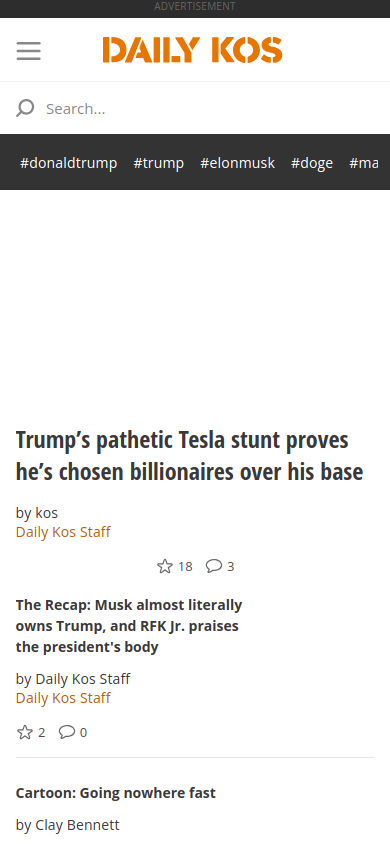 ADVERTISEMENT
DAILY KOS
Search...
#donaldtrump #trump #elonmusk #doge #ma
Trump’s pathetic Tesla stunt proves
he’s chosen billionaires over his base
by kos
Daily Kos Staff
18 3
The Recap: Musk almost literally
owns Trump, and RFK Jr. praises
the president's body
by Daily Kos Staff
Daily Kos Staff
2 0
Cartoon: Going nowhere fast
by Clay Bennett